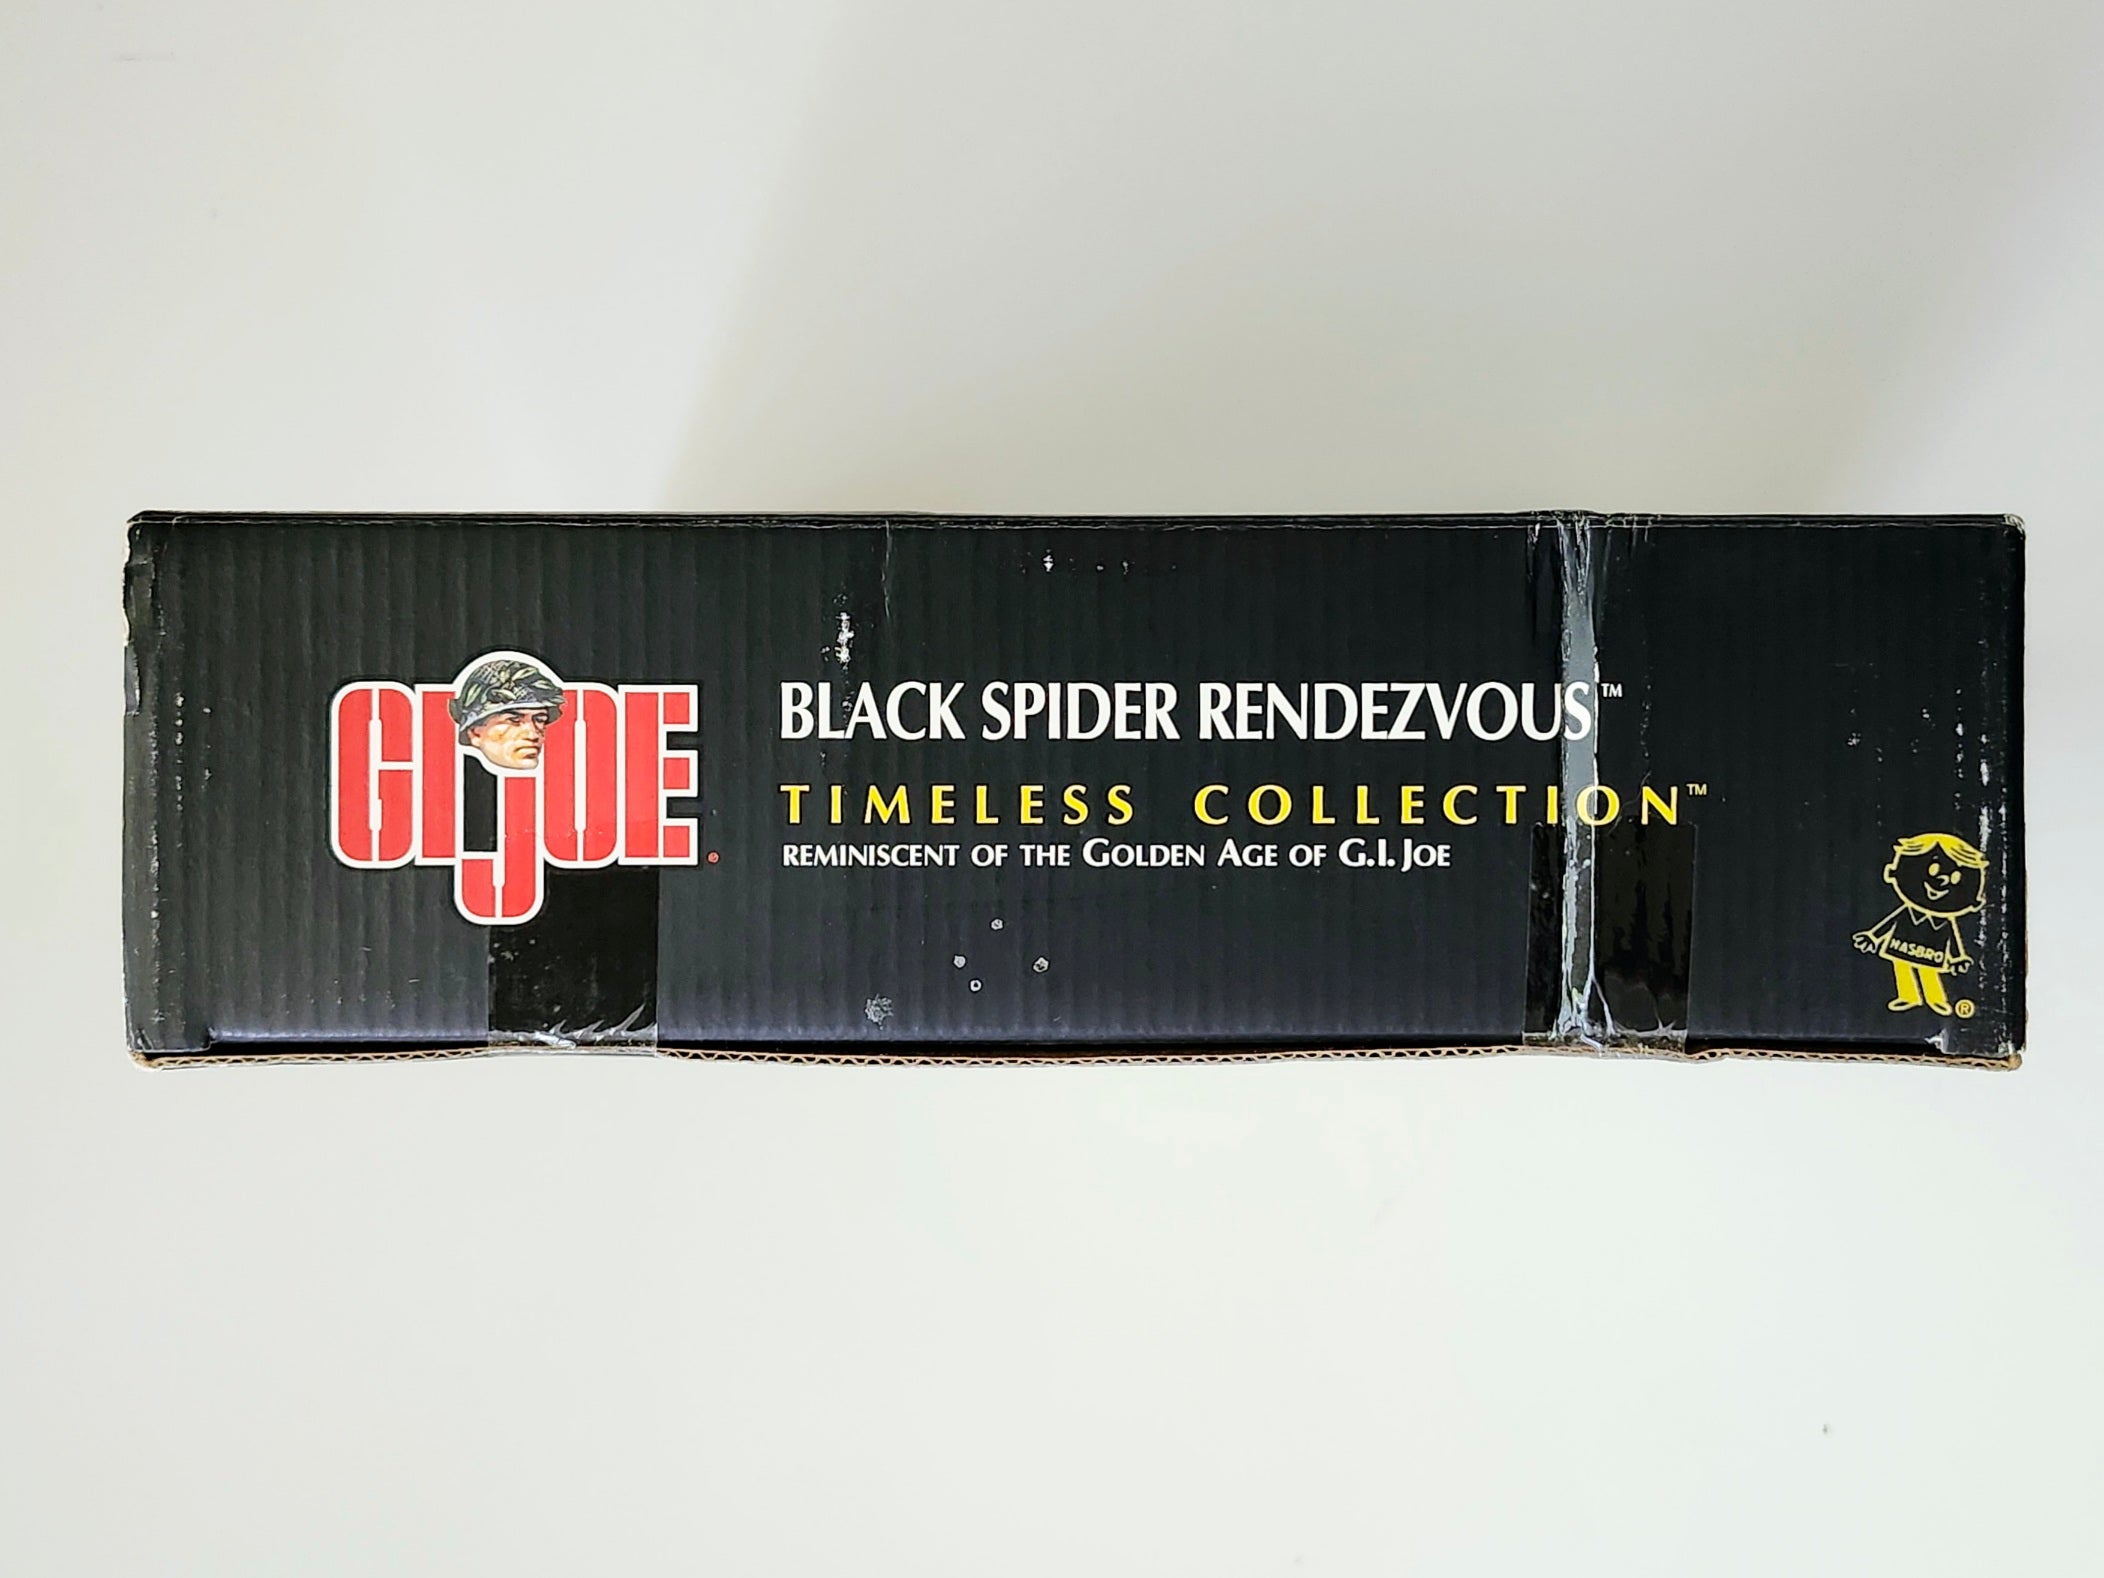 GI JOE
BLACK SPIDER RENDEZVOUS™
TIMELESS COLLECTION™
REMINISCENT OF THE GOLDEN AGE OF G.I. JOE
HASBRO
®